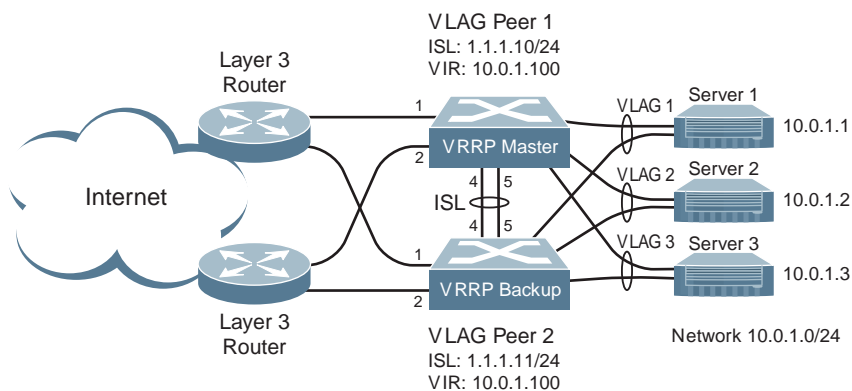 VLAG Peer 1
ISL: 1.1.1.10/24
VIR: 10.0.1.100
Layer 3
Router
1
2
VRRP Master
VLAG 1
Server 1
10.0.1.1
4
5
ISL
4
5
VLAG 2
Server 2
10.0.1.2
Internet
1
2
VRRP Backup
VLAG 3
Server 3
10.0.1.3
Layer 3
Router
VLAG Peer 2
ISL: 1.1.1.11/24
VIR: 10.0.1.100
Network 10.0.1.0/24